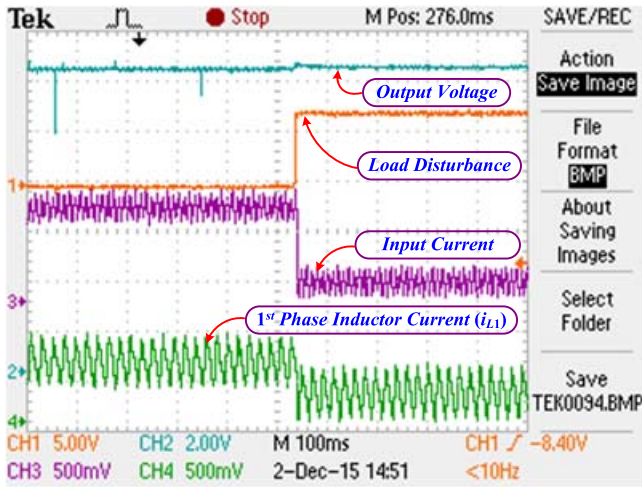 Tek Stop M Pos: 276.0ms SAVE/REC
Action
Save Image
File
Format
BMP
About
Saving
Images
Select
Folder
Save
TEK0094.BMP
Output Voltage
Load Disturbance
1
Input Current
3
1st Phase Inductor Current (iL1)
2
4
CH1 5.00V CH2 2.00V M 100ms CH1 -8.40V
CH3 500mV CH4 500mV 2-Dec-15 14:51 <10Hz